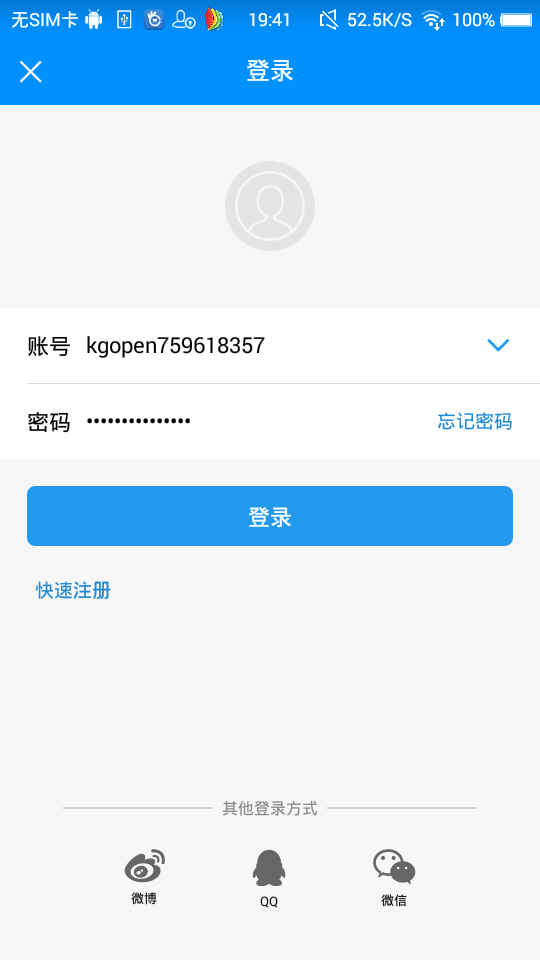 无SIM卡 19:41 52.5K/S 100%
登录
账号 kgopen759618357
密码 ••••••••••••••• 忘记密码
登录
快速注册
其他登录方式
微博 QQ 微信